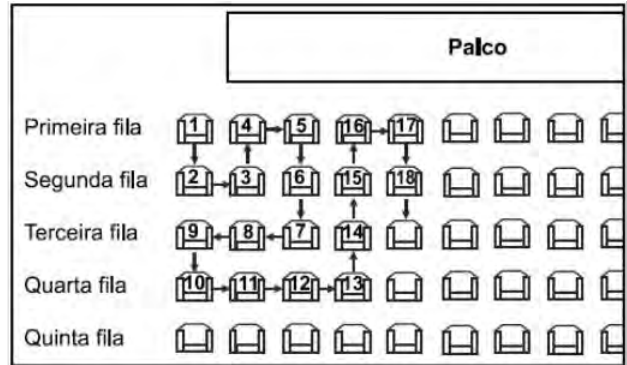 Palco
Primeira fila 1 4 5 16 17
Segunda fila 2 3 6 15 18
Terceira fila 9 8 7 14
Quarta fila 10 11 12 13
Quinta fila